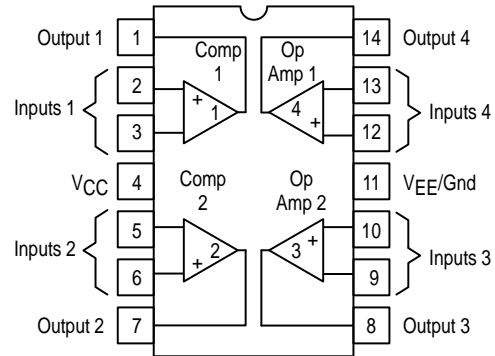 Output 1 1 14 Output 4
Comp 1 Op Amp 1
Inputs 1 2 + 1 13 Inputs 4
3 4 + 12
VCC 4 11 VEE/Gnd
Comp 2 Op Amp 2
Inputs 2 5 2 + 3 10 Inputs 3
6 + 9
Output 2 7 8 Output 3